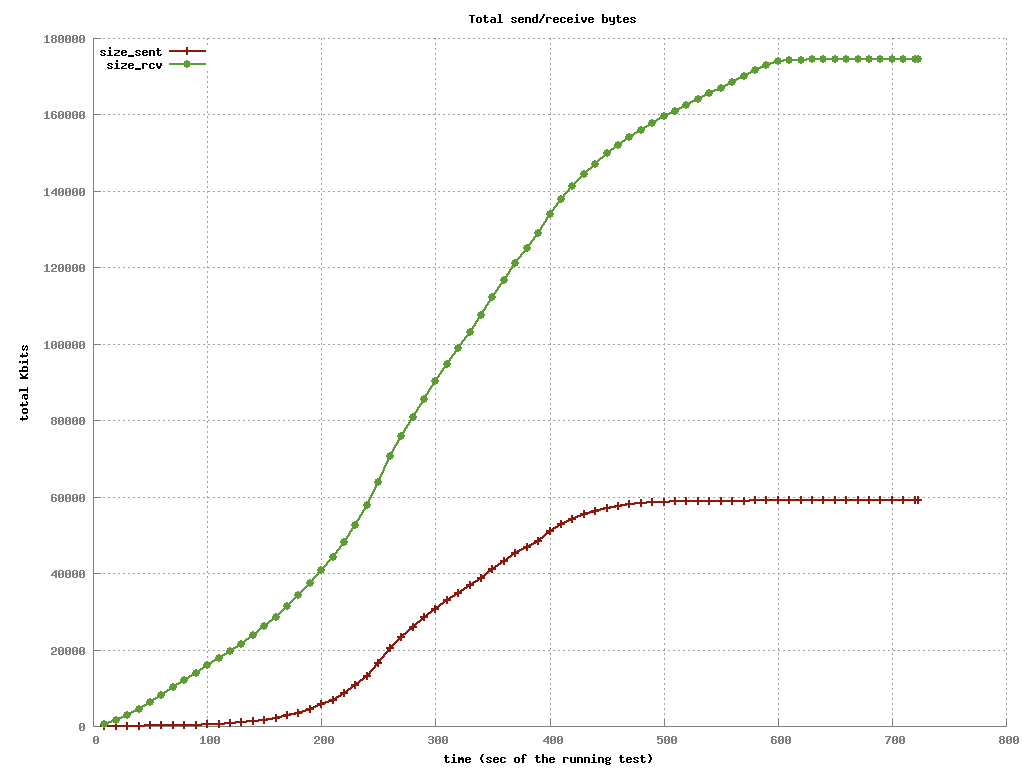 Total send/receive bytes
180000
size_sent
size_rcv
160000
140000
120000
100000
total Kbits
80000
60000
40000
20000
0
0 100 200 300 400 500 600 700 800
time (sec of the running test)